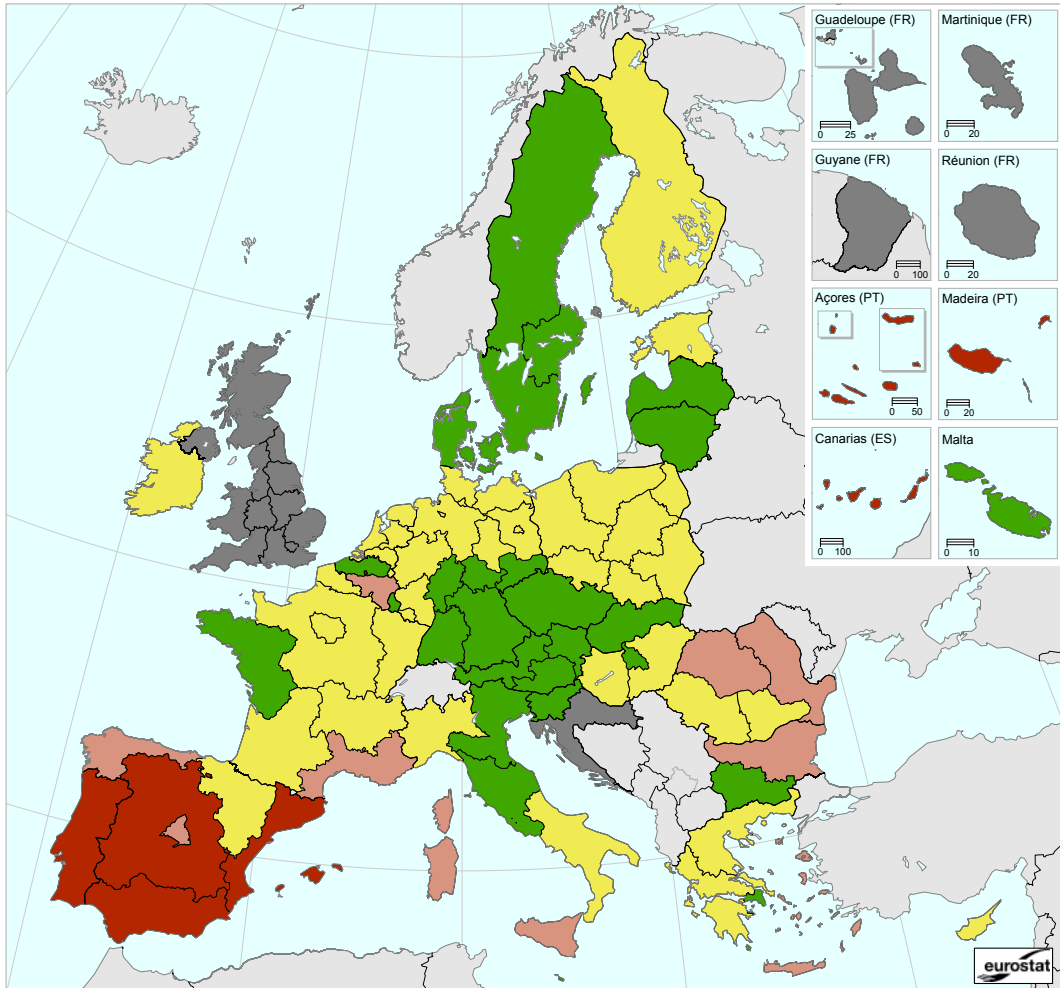 Guadeloupe (FR)
0 25
Martinique (FR)
0 20
Guyane (FR)
0 100
Réunion (FR)
0 20
Açores (PT)
0 50
Madeira (PT)
0 20
Canarias (ES)
0 100
Malta
0 10
eurostat